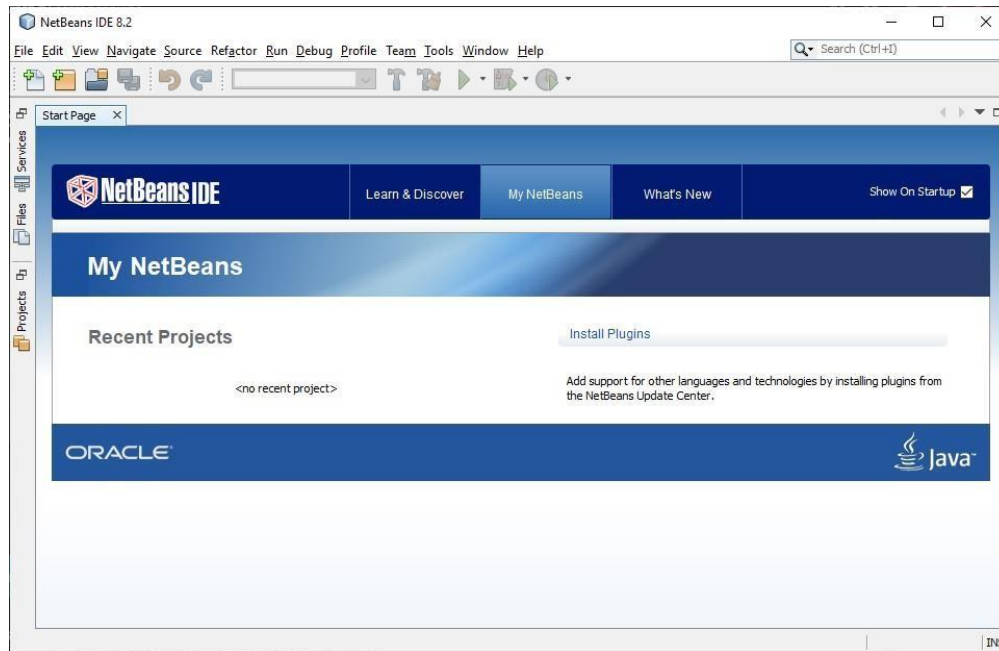 NetBeans IDE 8.2
File Edit View Navigate Source Refactor Run Debug Profile Team Tools Window Help
Search (Ctrl+I)
Start Page
Services
Files
Projects
NetBeans IDE
Learn & Discover
My NetBeans
What's New
Show On Startup
My NetBeans
Recent Projects
<no recent project>
Install Plugins
Add support for other languages and technologies by installing plugins from
the NetBeans Update Center.
ORACLE
Java